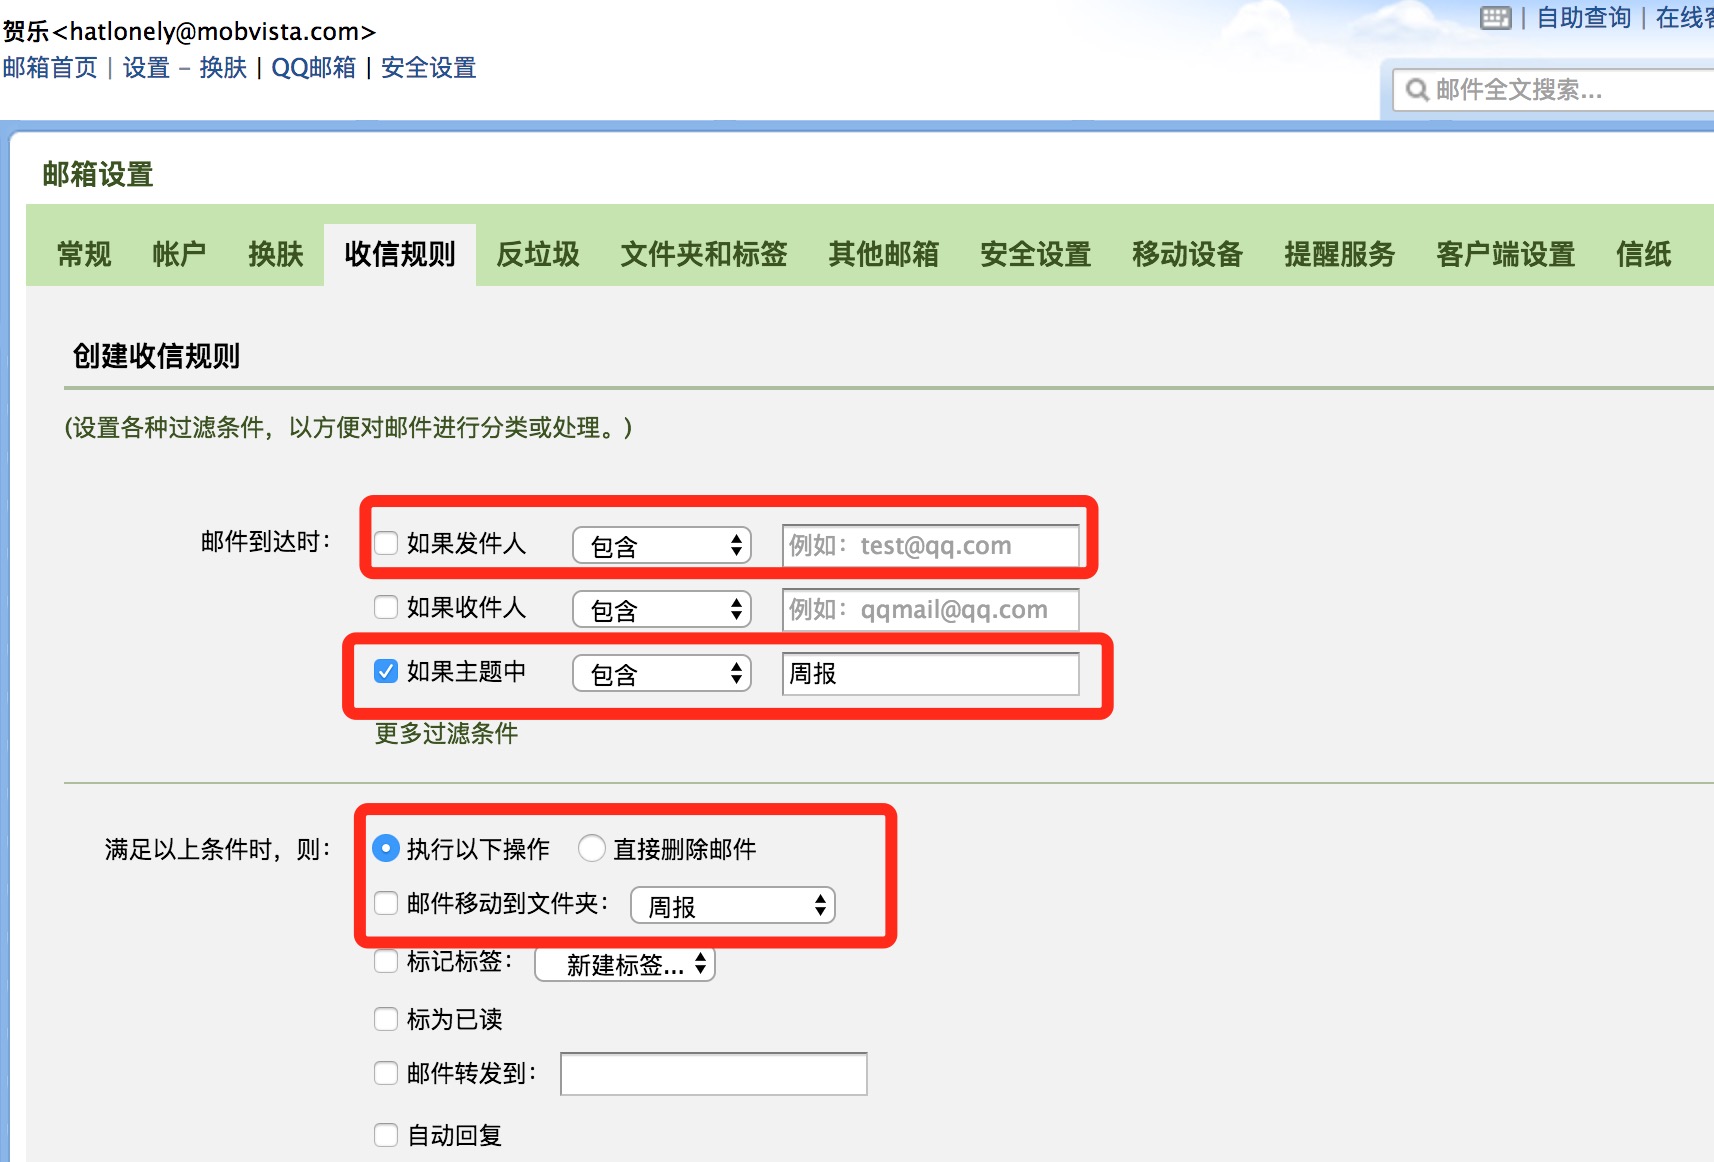 贺乐<hatlonely@mobvista.com>
自助查询 | 在线客
邮箱首页 | 设置 – 换肤 | QQ邮箱 | 安全设置
邮件全文搜索...
邮箱设置
常规 帐户 换肤 收信规则 反垃圾 文件夹和标签 其他邮箱 安全设置 移动设备 提醒服务 客户端设置 信纸
创建收信规则
(设置各种过滤条件，以方便对邮件进行分类或处理。)
邮件到达时： 如果发件人 包含 例如：test@qq.com
如果收件人 包含 例如：qqmail@qq.com
如果主题中 包含 周报
更多过滤条件
满足以上条件时，则： 执行以下操作 直接删除邮件
邮件移动到文件夹： 周报
标记标签： 新建标签...
标为已读
邮件转发到：
自动回复